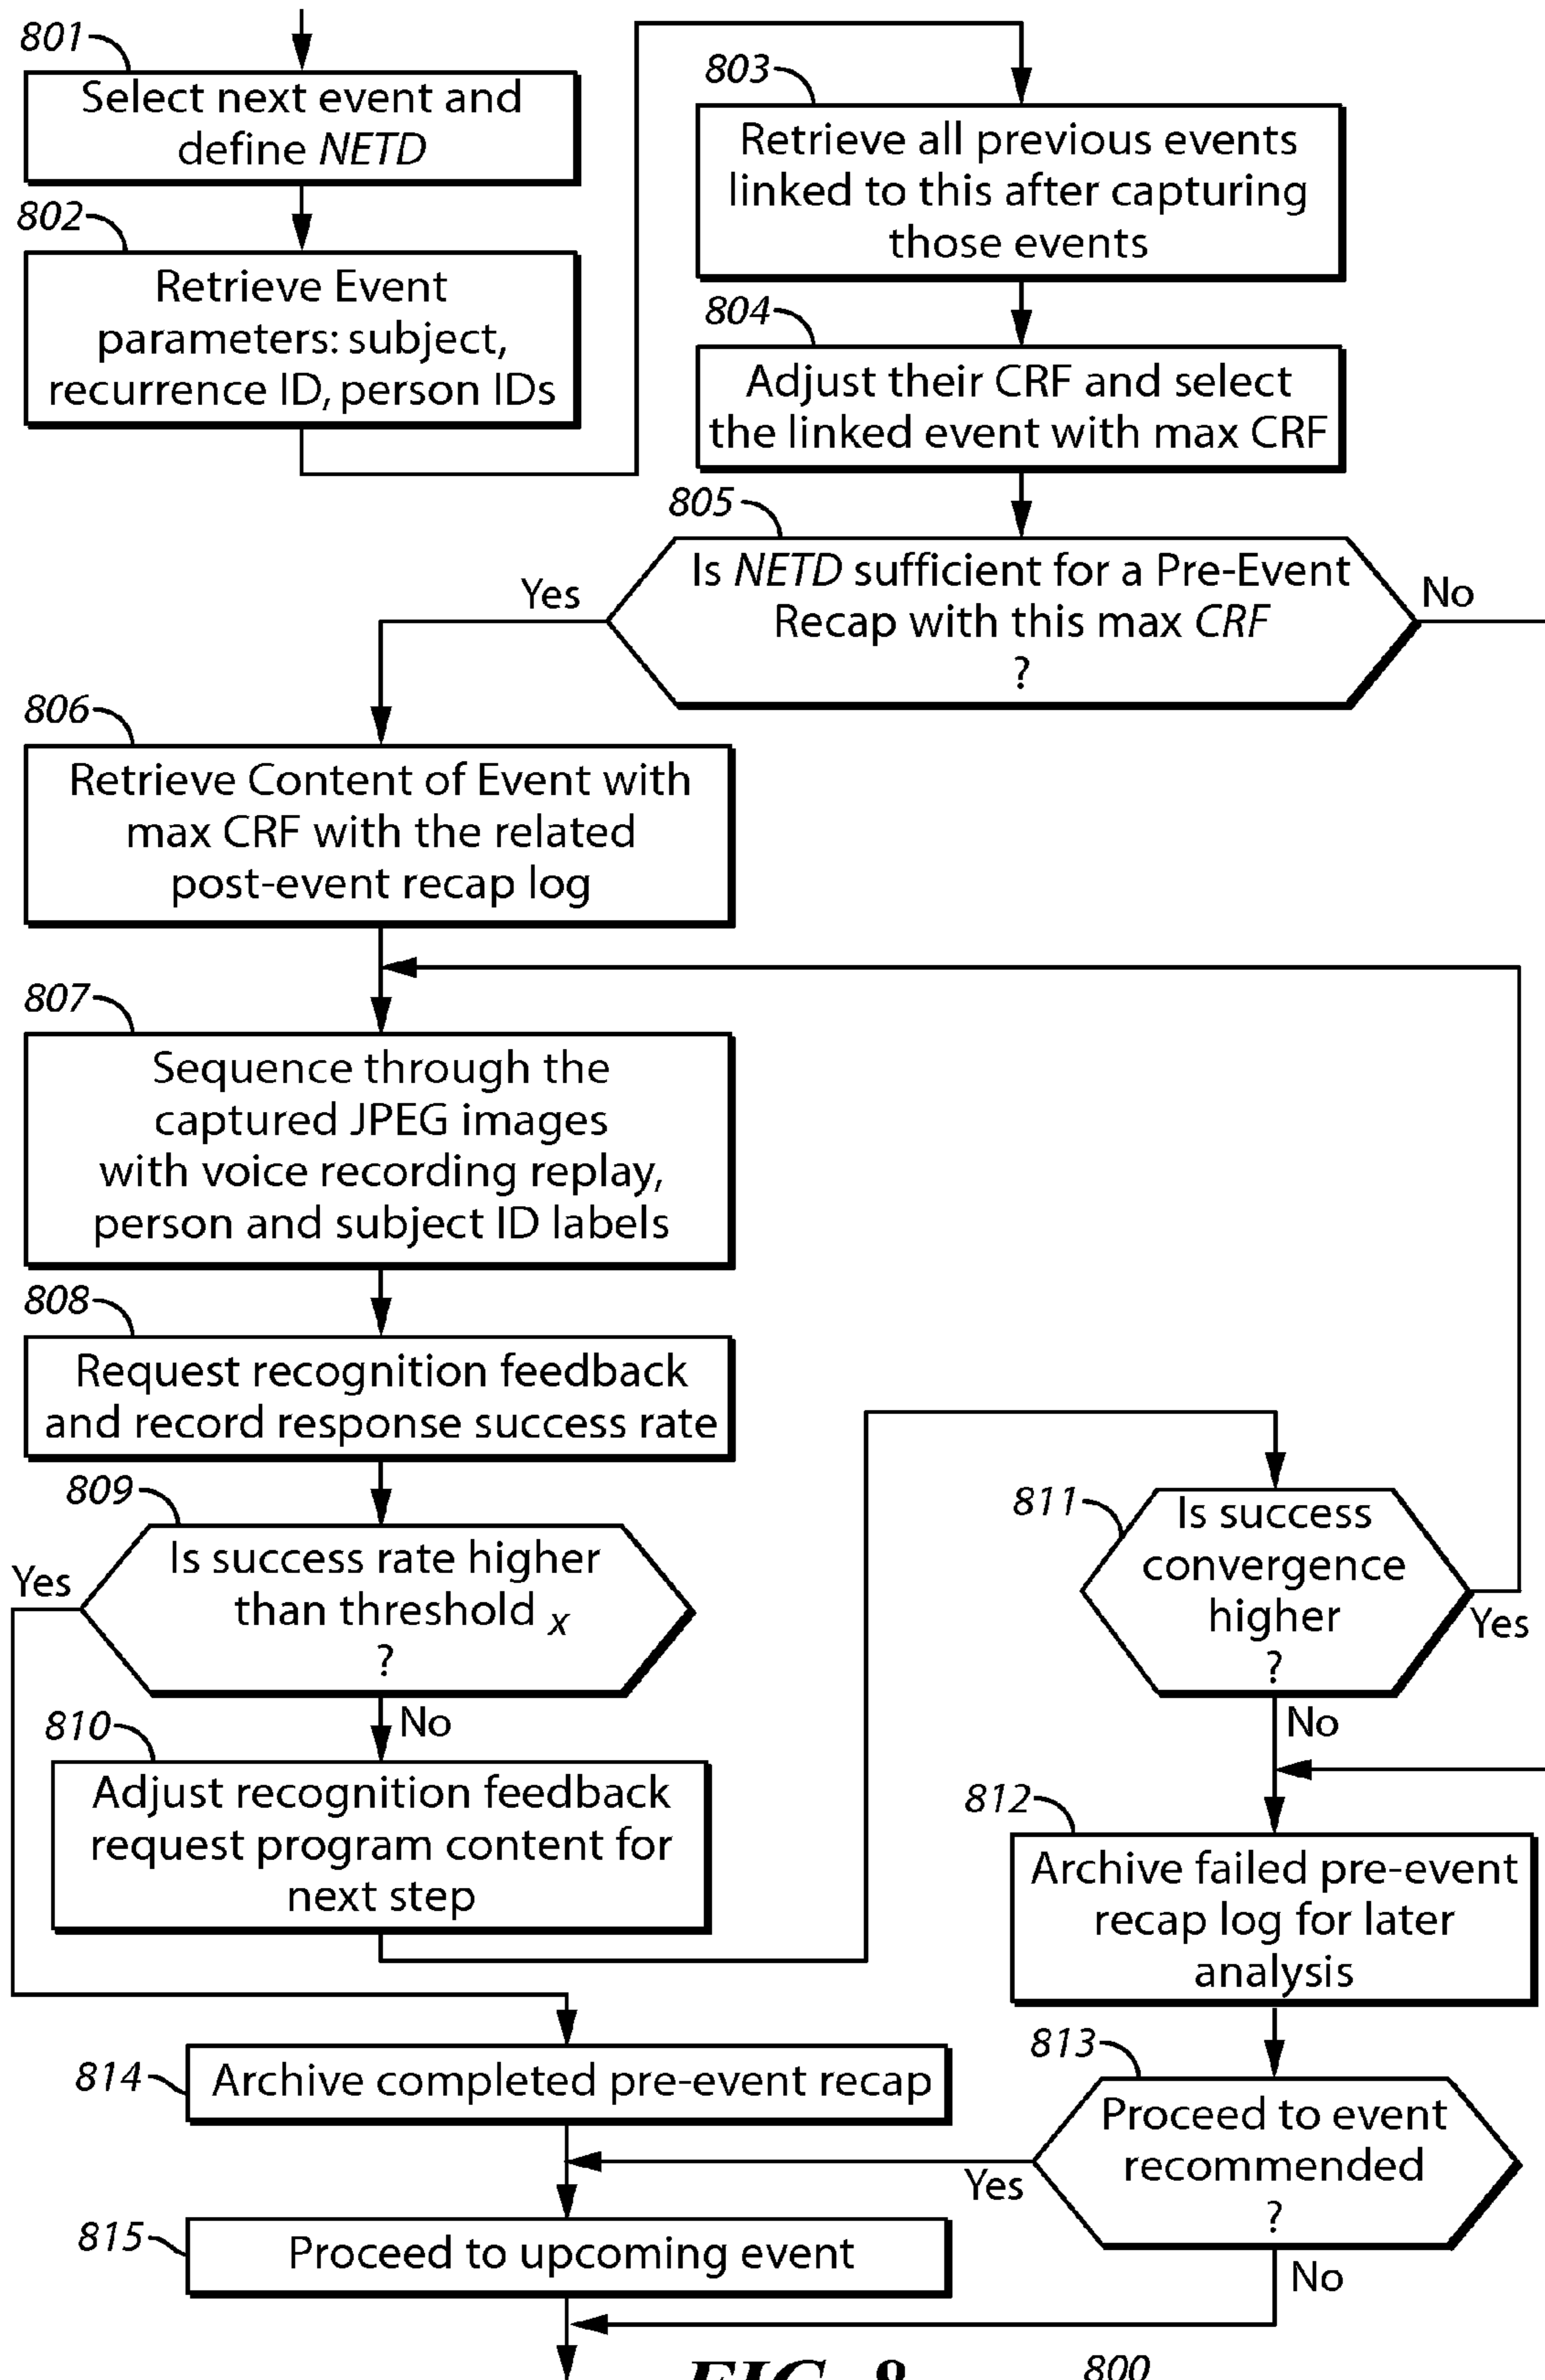 801
Select next event and
define NETD
802
Retrieve Event
parameters: subject,
recurrence ID, person IDs
803
Retrieve all previous events
linked to this after capturing
those events
804
Adjust their CRF and select
the linked event with max CRF
805
Is NETD sufficient for a Pre-Event
Recap with this max CRF
?
Yes
No
806
Retrieve Content of Event with
max CRF with the related
post-event recap log
807
Sequence through the
captured JPEG images
with voice recording replay,
person and subject ID labels
808
Request recognition feedback
and record response success rate
809
Is success rate higher
than threshold x
?
Yes
No
810
Adjust recognition feedback
request program content for
next step
811
Is success
convergence
higher
?
Yes
No
812
Archive failed pre-event
recap log for later
analysis
813
Proceed to event
recommended
?
Yes
No
814
Archive completed pre-event recap
815
Proceed to upcoming event
FIG. 8
800